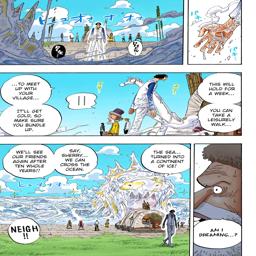 THIS WILL
HOLD FOR
A WEEK...
YOU CAN
TAKE A
LEISURELY
WALK...
...TO MEET
UP WITH
YOUR
VILLAGE...
IT'LL GET
COLD, SO
MAKE SURE
YOU BUNDLE
UP.
!!
THE SEA...
TURNED INTO
A CONTINENT
OF ICE!
SAY,
SHERRY...
WE CAN
CROSS THE
OCEAN.
WE'LL SEE
OUR FRIENDS
AGAIN AFTER
TEN WHOLE
YEARS!!
NEIGH
!!
AM I
DREAMING...?